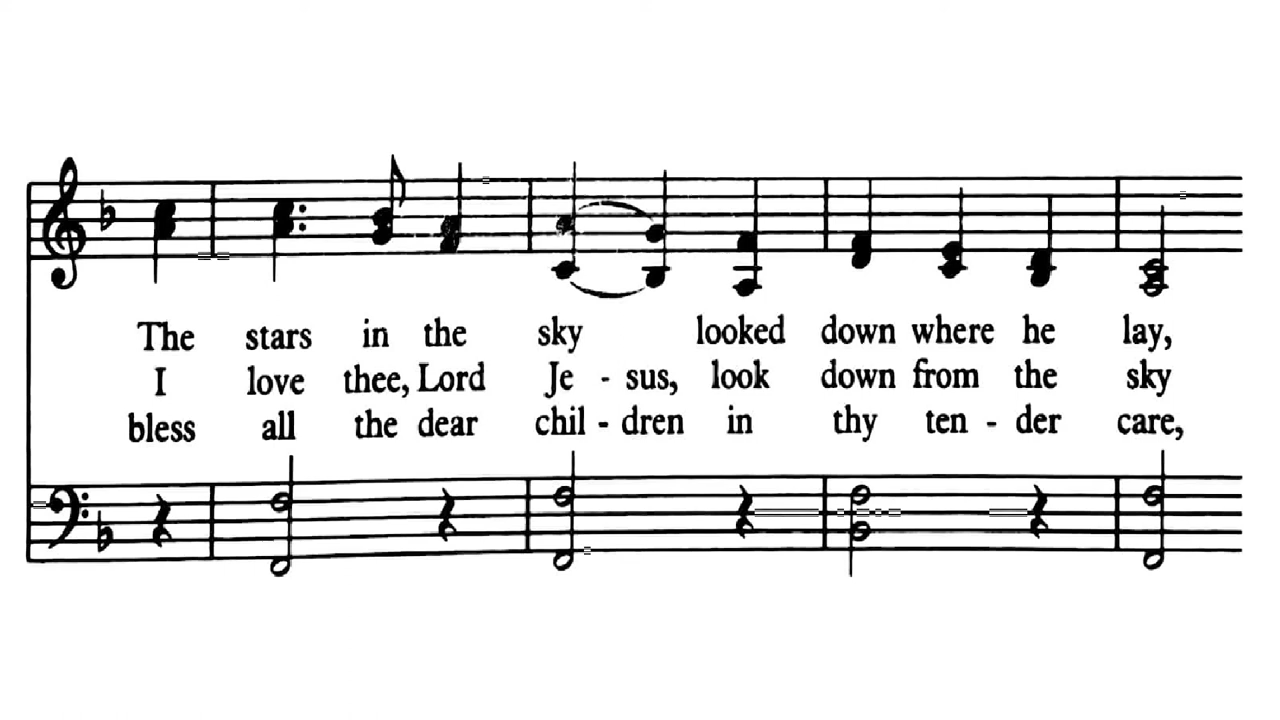 The stars in the sky looked down where he lay,
I love thee, Lord Je - sus, look down from the sky
bless all the dear chil - dren in thy ten - der care,